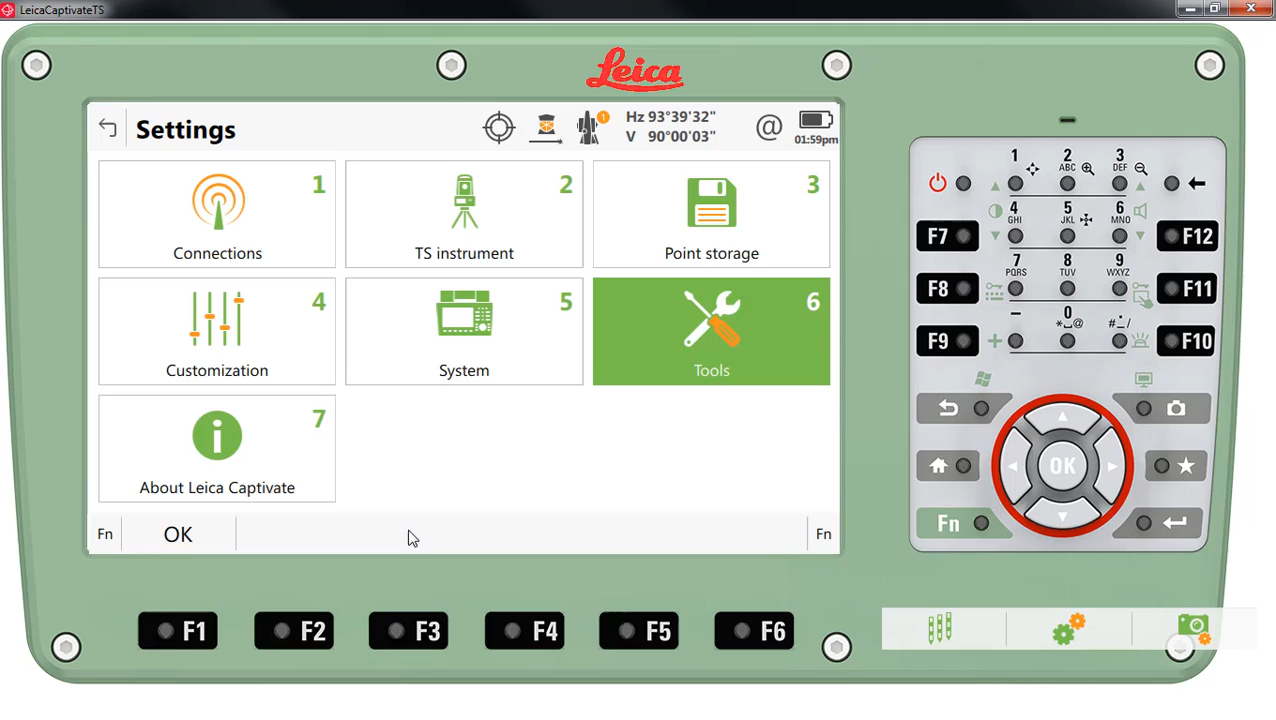 LeicaCaptivateTS
Leica
Settings
1
Hz 93°39'32"
V 90°00'03"
@
01:59pm
1
Connections
2
TS instrument
3
Point storage
4
Customization
5
System
6
Tools
7
About Leica Captivate
Fn
OK
Fn
F1
F2
F3
F4
F5
F6
1
2
ABC
3
DEF
F7
4
GHI
5
JKL
6
MNO
F12
F8
7
PQRS
8
TUV
9
WXYZ
F11
F9
-
0
*␣@
#._/
F10
OK
Fn